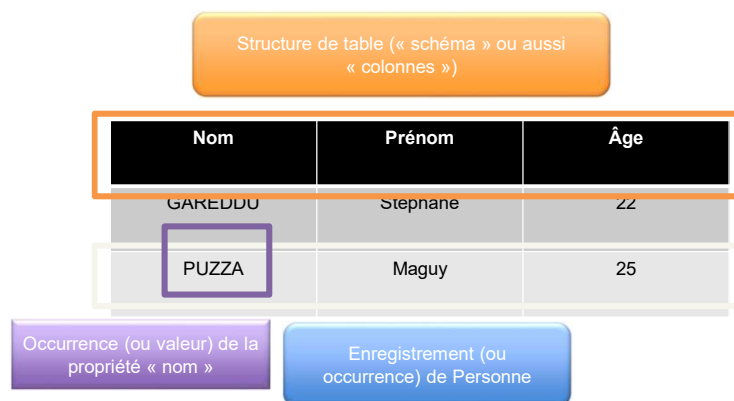 Structure de table (« schéma » ou aussi
« colonnes »)
Nom Prénom Âge
GAREDDU Stéphane 22
PUZZA Maguy 25
Occurrence (ou valeur) de la
propriété « nom »
Enregistrement (ou
occurrence) de Personne